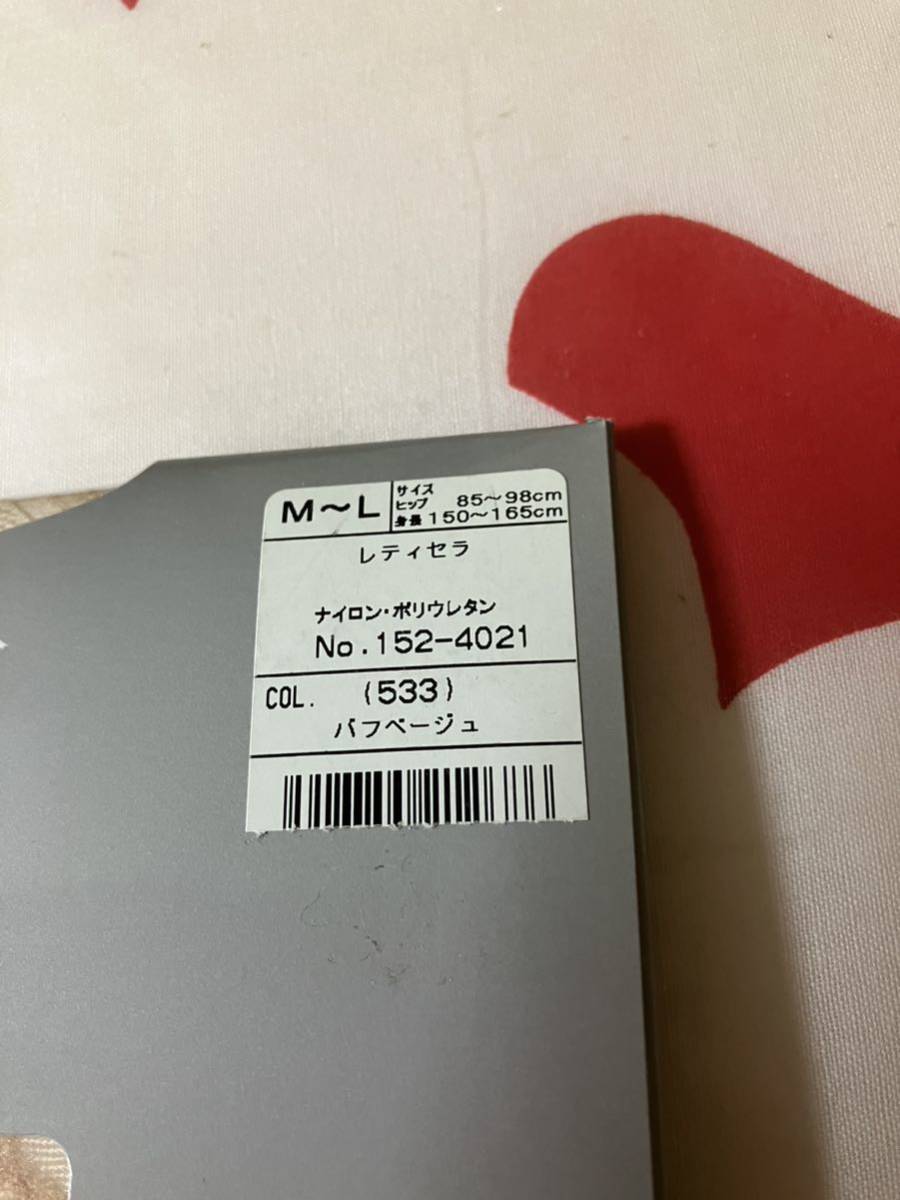 M〜L
サイズ
ヒップ 85〜98cm
身長 150〜165cm
レティセラ
ナイロン・ポリウレタン
No.152-4021
COL. (533)
バフベージュ